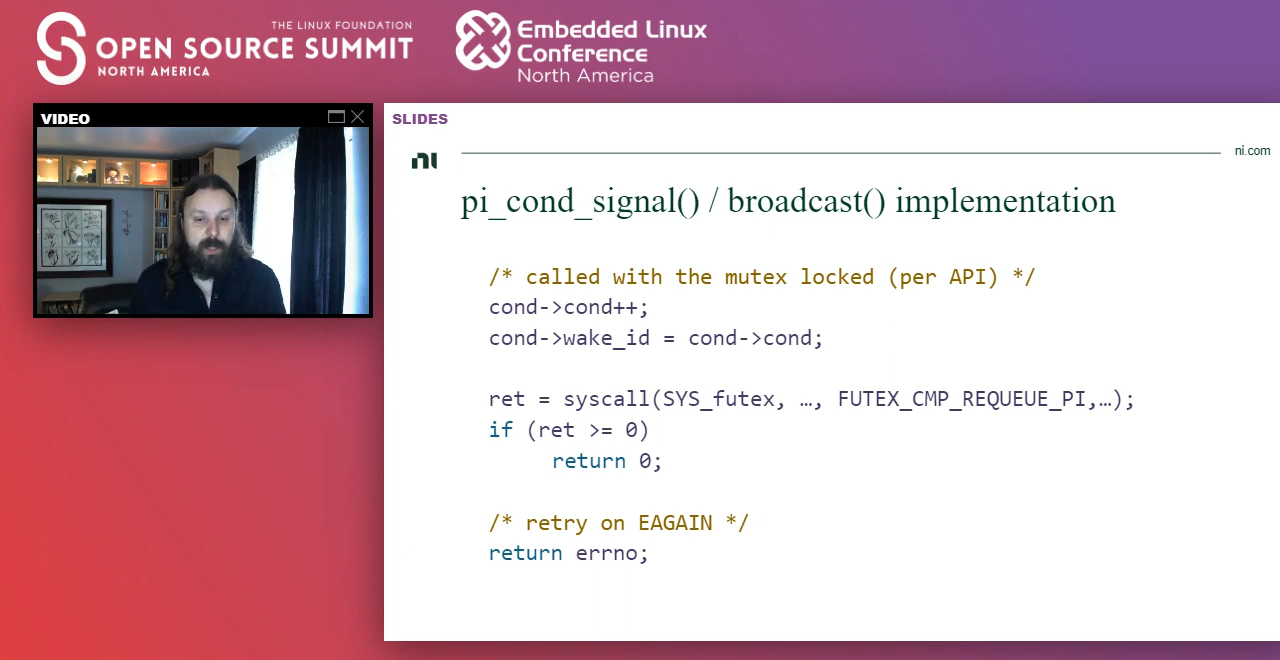 THE LINUX FOUNDATION
OPEN SOURCE SUMMIT
NORTH AMERICA
Embedded Linux
Conference
North America
VIDEO
SLIDES
ni
ni.com
pi_cond_signal() / broadcast() implementation
/* called with the mutex locked (per API) */
cond->cond++;
cond->wake_id = cond->cond;
ret = syscall(SYS_futex, …, FUTEX_CMP_REQUEUE_PI,…);
if (ret >= 0)
return 0;
/* retry on EAGAIN */
return errno;